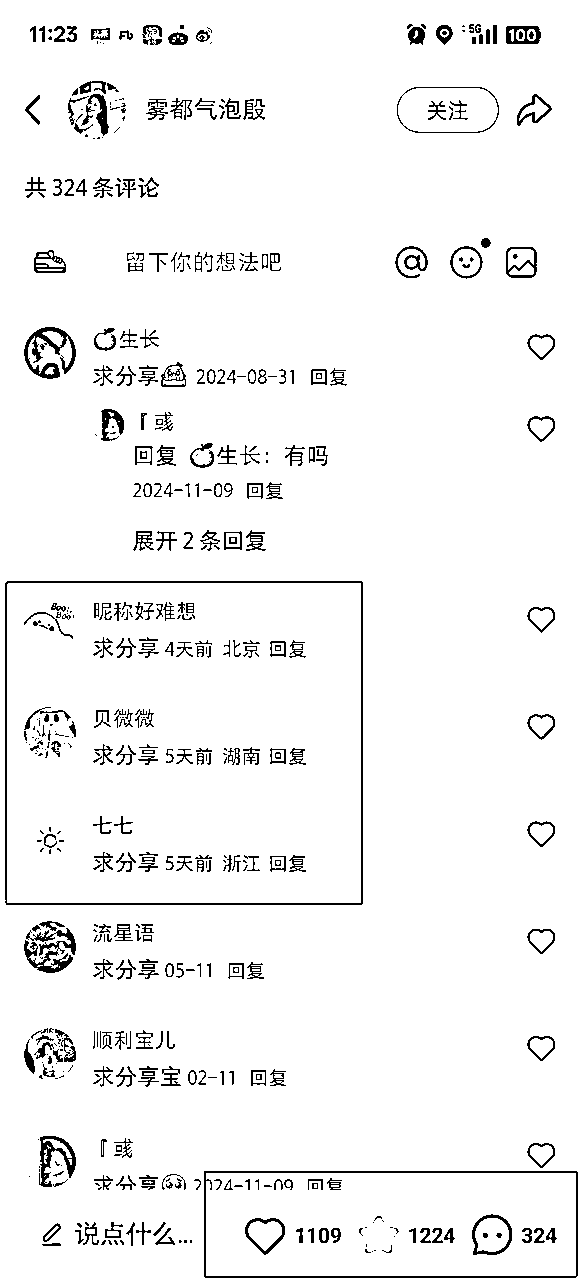 11:23 5G 100
雾都气泡殷 关注
共 324 条评论
留下你的想法吧
生长
求分享 2024-08-31 回复
『 彧
回复 生长：有吗
2024-11-09 回复
展开 2 条回复
Boo! Boo!
昵称好难想
求分享 4天前 北京 回复
贝微微
求分享 5天前 湖南 回复
七七
求分享 5天前 浙江 回复
流星语
求分享 05-11 回复
顺利宝儿
求分享宝 02-11 回复
『 彧
求分享 2024-11-09 回复
说点什么... 1109 1224 324